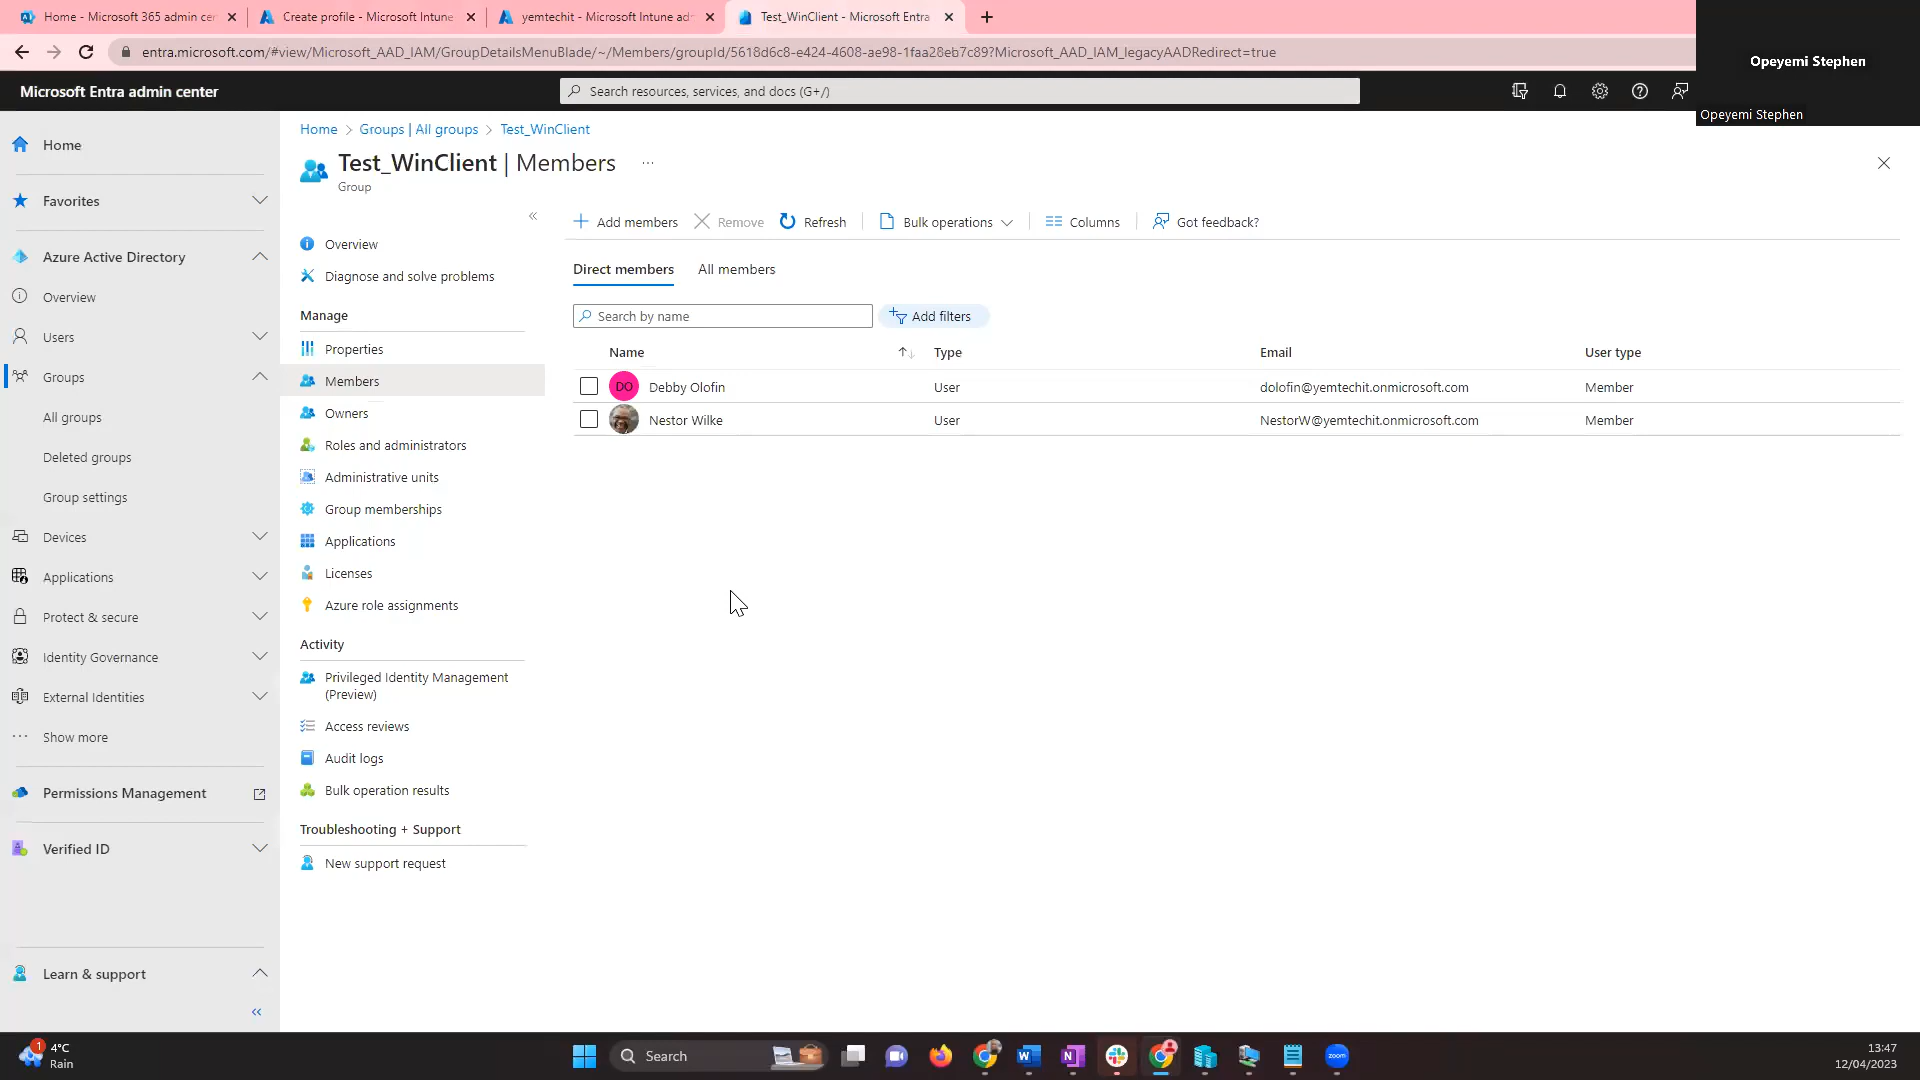 Home - Microsoft 365 admin cer
Create profile - Microsoft Intune
yemtechit - Microsoft Intune adr
Test_WinClient - Microsoft Entra
entra.microsoft.com/#view/Microsoft_AAD_IAM/GroupDetailsMenuBlade/~/Members/groupId/5618d6c8-e424-4608-ae98-1faa28eb7c89?Microsoft_AAD_IAM_legacyAADRedirect=true
Opeyemi Stephen
Opeyemi Stephen
Microsoft Entra admin center
Search resources, services, and docs (G+/)
Home
Favorites
Azure Active Directory
Overview
Users
Groups
All groups
Deleted groups
Group settings
Devices
Applications
Protect & secure
Identity Governance
External Identities
Show more
Permissions Management
Verified ID
Learn & support
Home > Groups | All groups > Test_WinClient
Test_WinClient | Members
Group
Overview
Diagnose and solve problems
Manage
Properties
Members
Owners
Roles and administrators
Administrative units
Group memberships
Applications
Licenses
Azure role assignments
Activity
Privileged Identity Management
(Preview)
Access reviews
Audit logs
Bulk operation results
Troubleshooting + Support
New support request
Add members Remove Refresh Bulk operations Columns Got feedback?
Direct members All members
Search by name Add filters
Name Type Email User type
DO Debby Olofin User dolofin@yemtechit.onmicrosoft.com Member
Nestor Wilke User NestorW@yemtechit.onmicrosoft.com Member
1
4°C
Rain
Search
zoom
13:47
12/04/2023